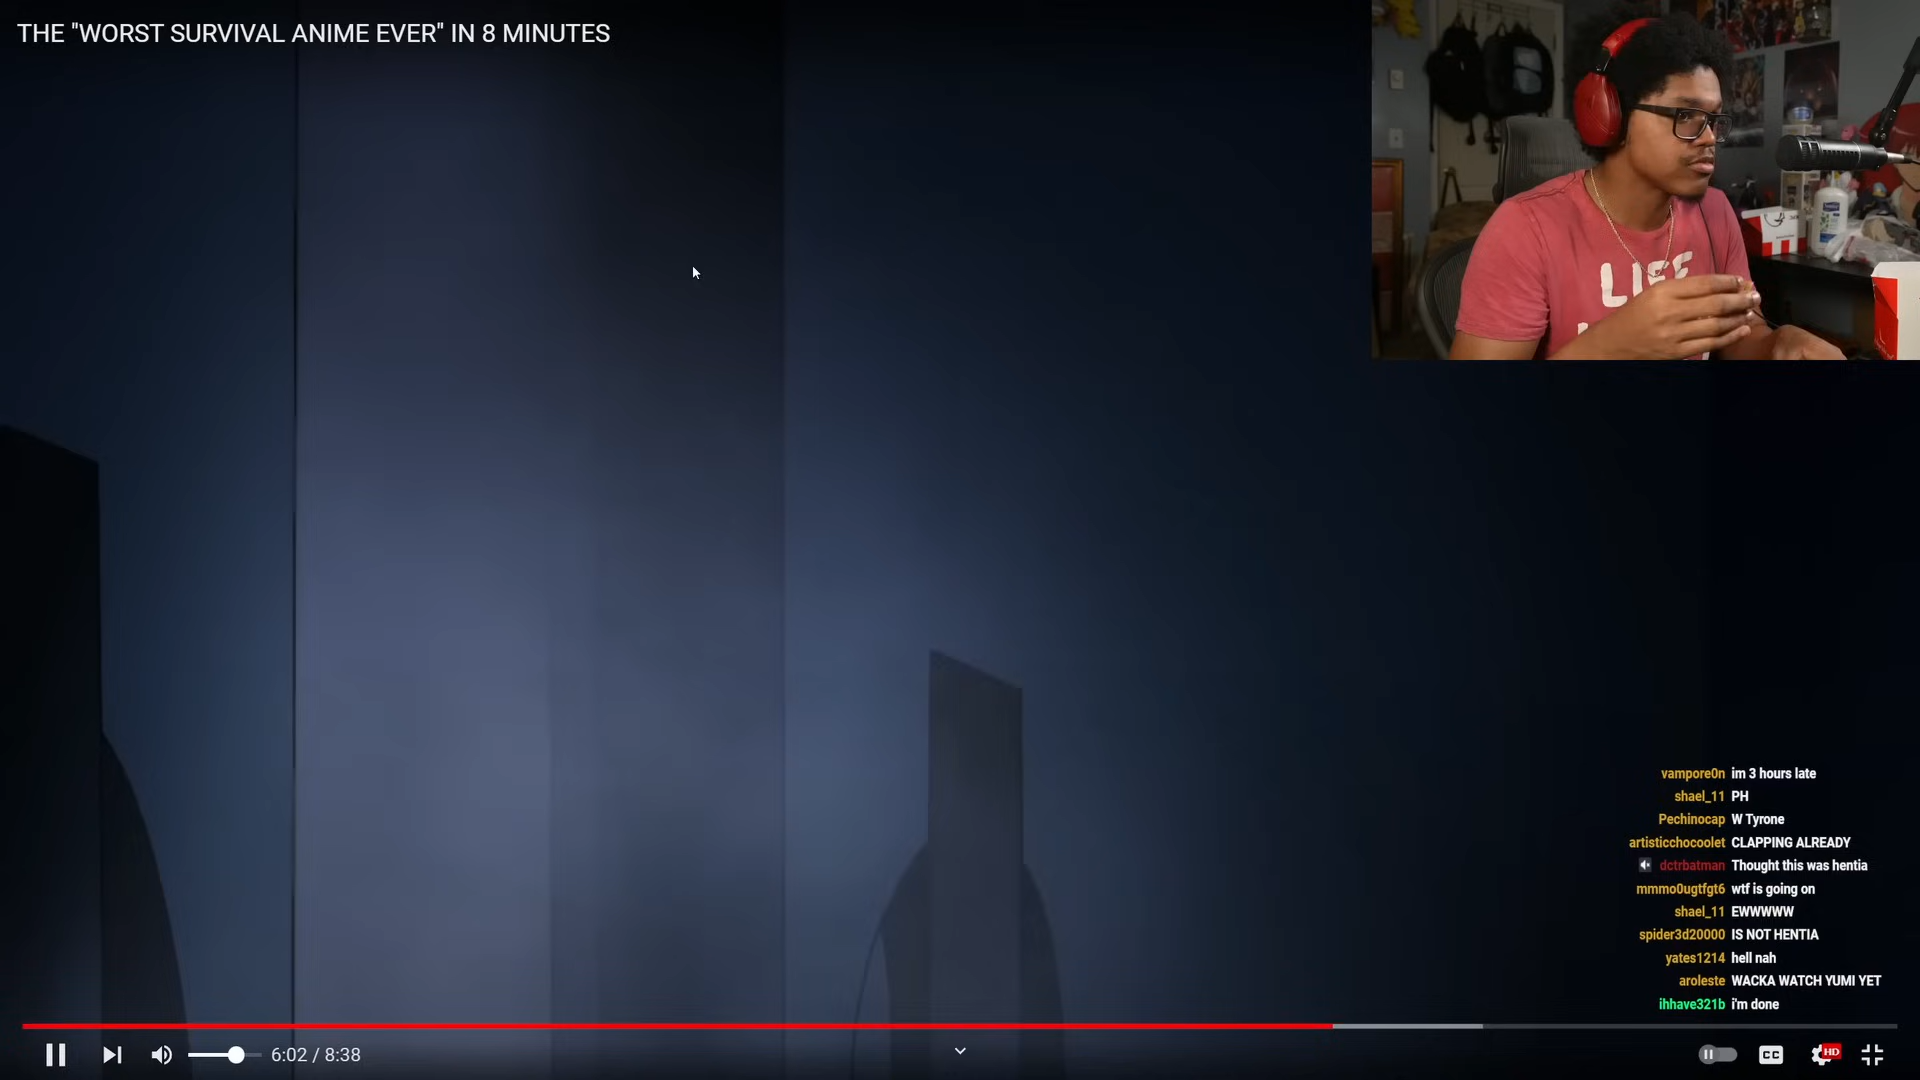 THE "WORST SURVIVAL ANIME EVER" IN 8 MINUTES
LIFE
vampore0n im 3 hours late
shael_11 PH
Pechinocap W Tyrone
artisticchocoolet CLAPPING ALREADY
dctrbatman Thought this was hentia
mmmo0ugtfgt6 wtf is going on
shael_11 EWWWWW
spider3d20000 IS NOT HENTIA
yates1214 hell nah
aroleste WACKA WATCH YUMI YET
ihhave321b i'm done
6:02 / 8:38
CC
HD